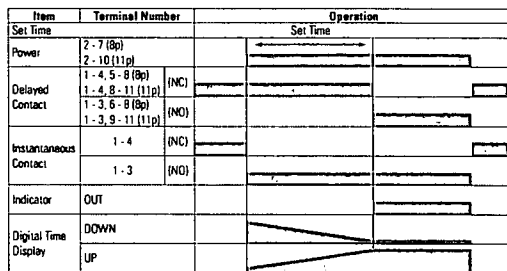 Item Terminal Number Operation
Set Time Set Time
Power 2 - 7 (8p)
2 - 10 (11p)
Delayed Contact 1 - 4, 5 - 8 (8p)
1 - 4, 8 - 11 (11p) (NC)
1 - 3, 6 - 8 (8p)
1 - 3, 9 - 11 (11p) (NO)
Instantaneous Contact 1 - 4 (NC)
1 - 3 (NO)
Indicator OUT
Digital Time Display DOWN
UP